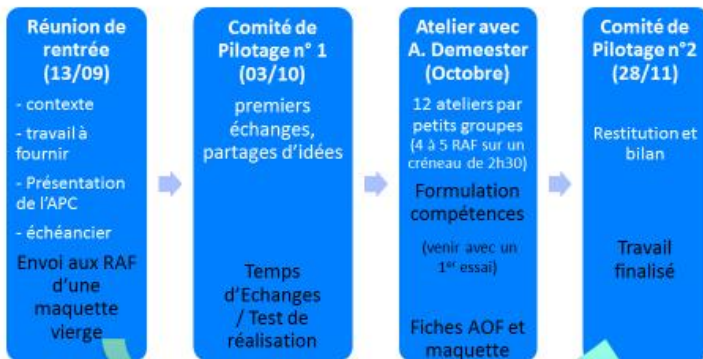 Réunion de
rentrée
(13/09)
- contexte
- travail à
fournir
- Présentation
de l'APC
- échéancier
Envoi aux RAF
d'une
maquette
vierge
Comité de
Pilotage n° 1
(03/10)
premiers
échanges,
partages d'idées
Temps
d'Echanges
/ Test de
réalisation
Atelier avec
A. Demeester
(Octobre)
12 ateliers par
petits groupes
(4 à 5 RAF sur un
créneau de 2h30)
Formulation
compétences
(venir avec un
1er essai)
Fiches AOF et
maquette
Comité de
Pilotage n°2
(28/11)
Restitution et
bilan
Travail
finalisé